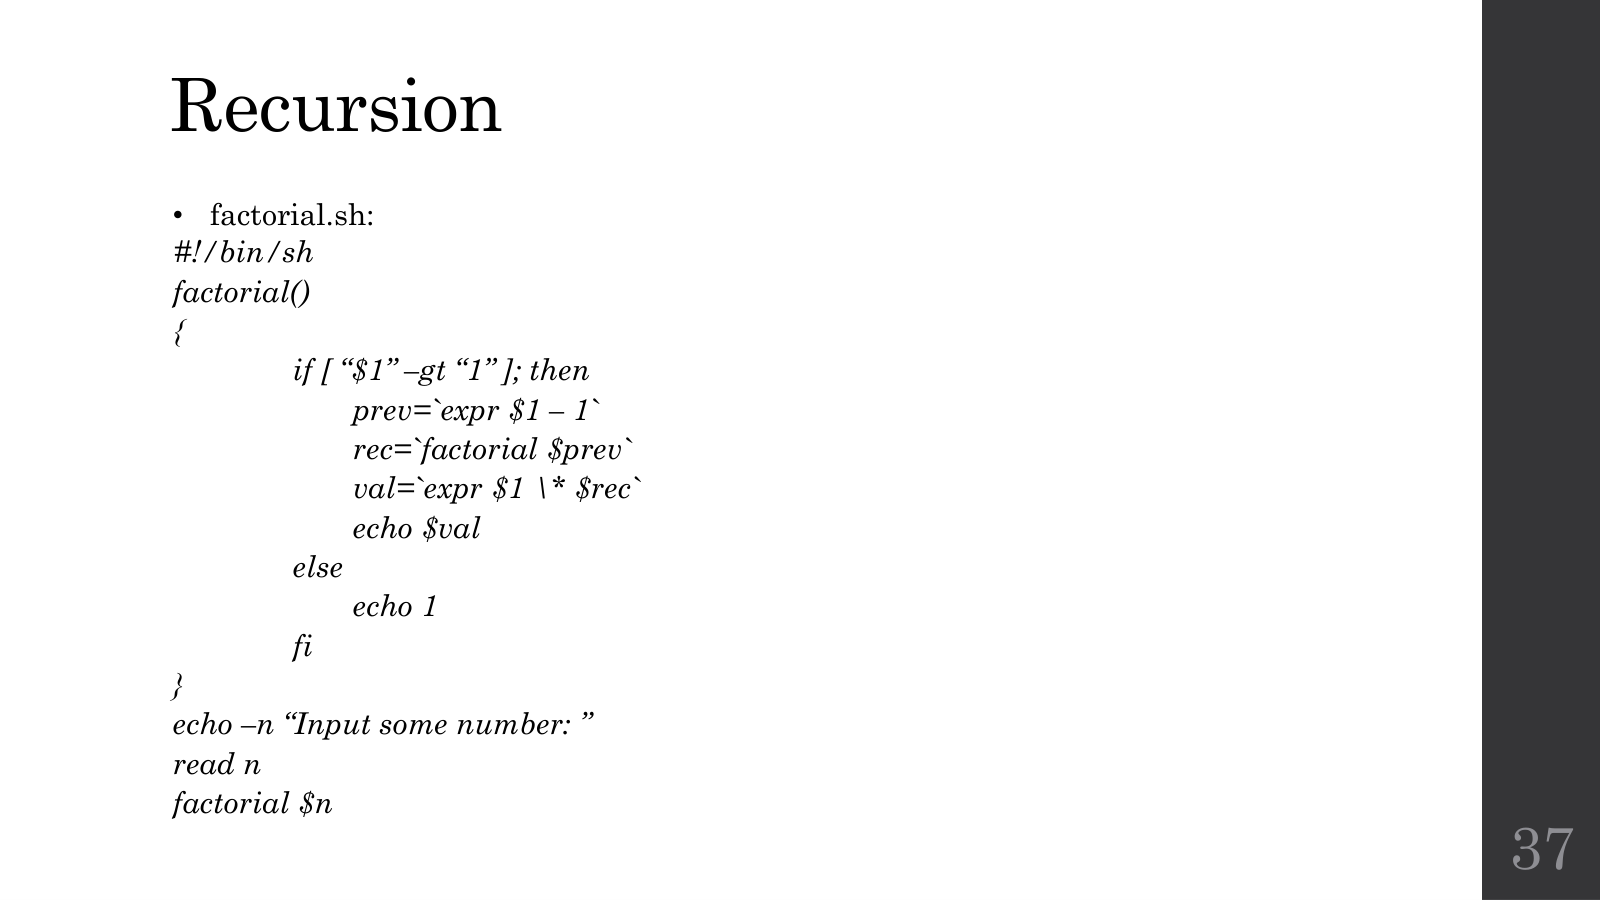 Recursion
• factorial.sh:
#!/bin/sh
factorial()
{
if [ “$1” –gt “1” ]; then
prev=`expr $1 – 1`
rec=`factorial $prev`
val=`expr $1 \* $rec`
echo $val
else
echo 1
fi
}
echo –n “Input some number: ”
read n
factorial $n
37